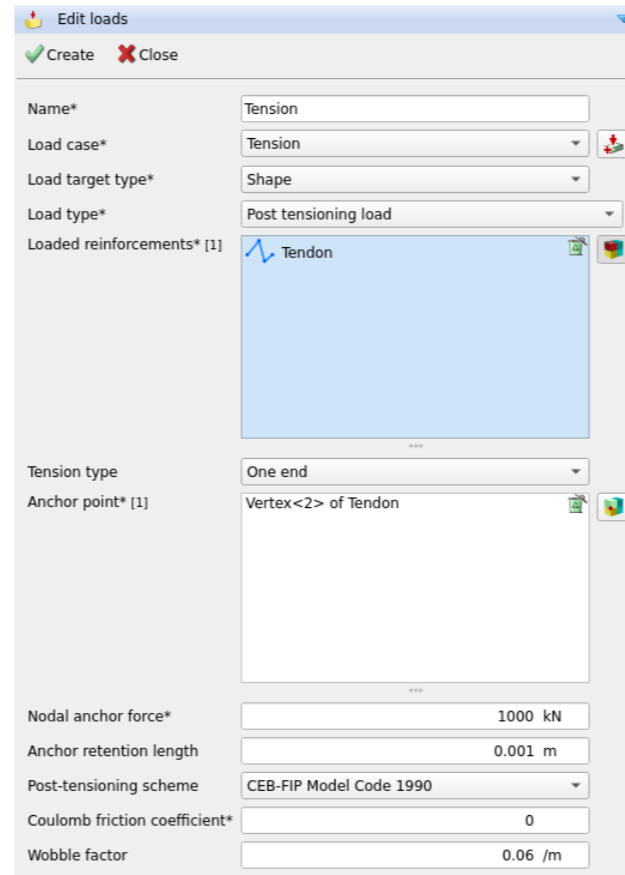 Edit loads
Create Close
Name* Tension
Load case* Tension
Load target type* Shape
Load type* Post tensioning load
Loaded reinforcements* [1] Tendon
Tension type One end
Anchor point* [1] Vertex<2> of Tendon
Nodal anchor force* 1000 kN
Anchor retention length 0.001 m
Post-tensioning scheme CEB-FIP Model Code 1990
Coulomb friction coefficient* 0
Wobble factor 0.06 /m